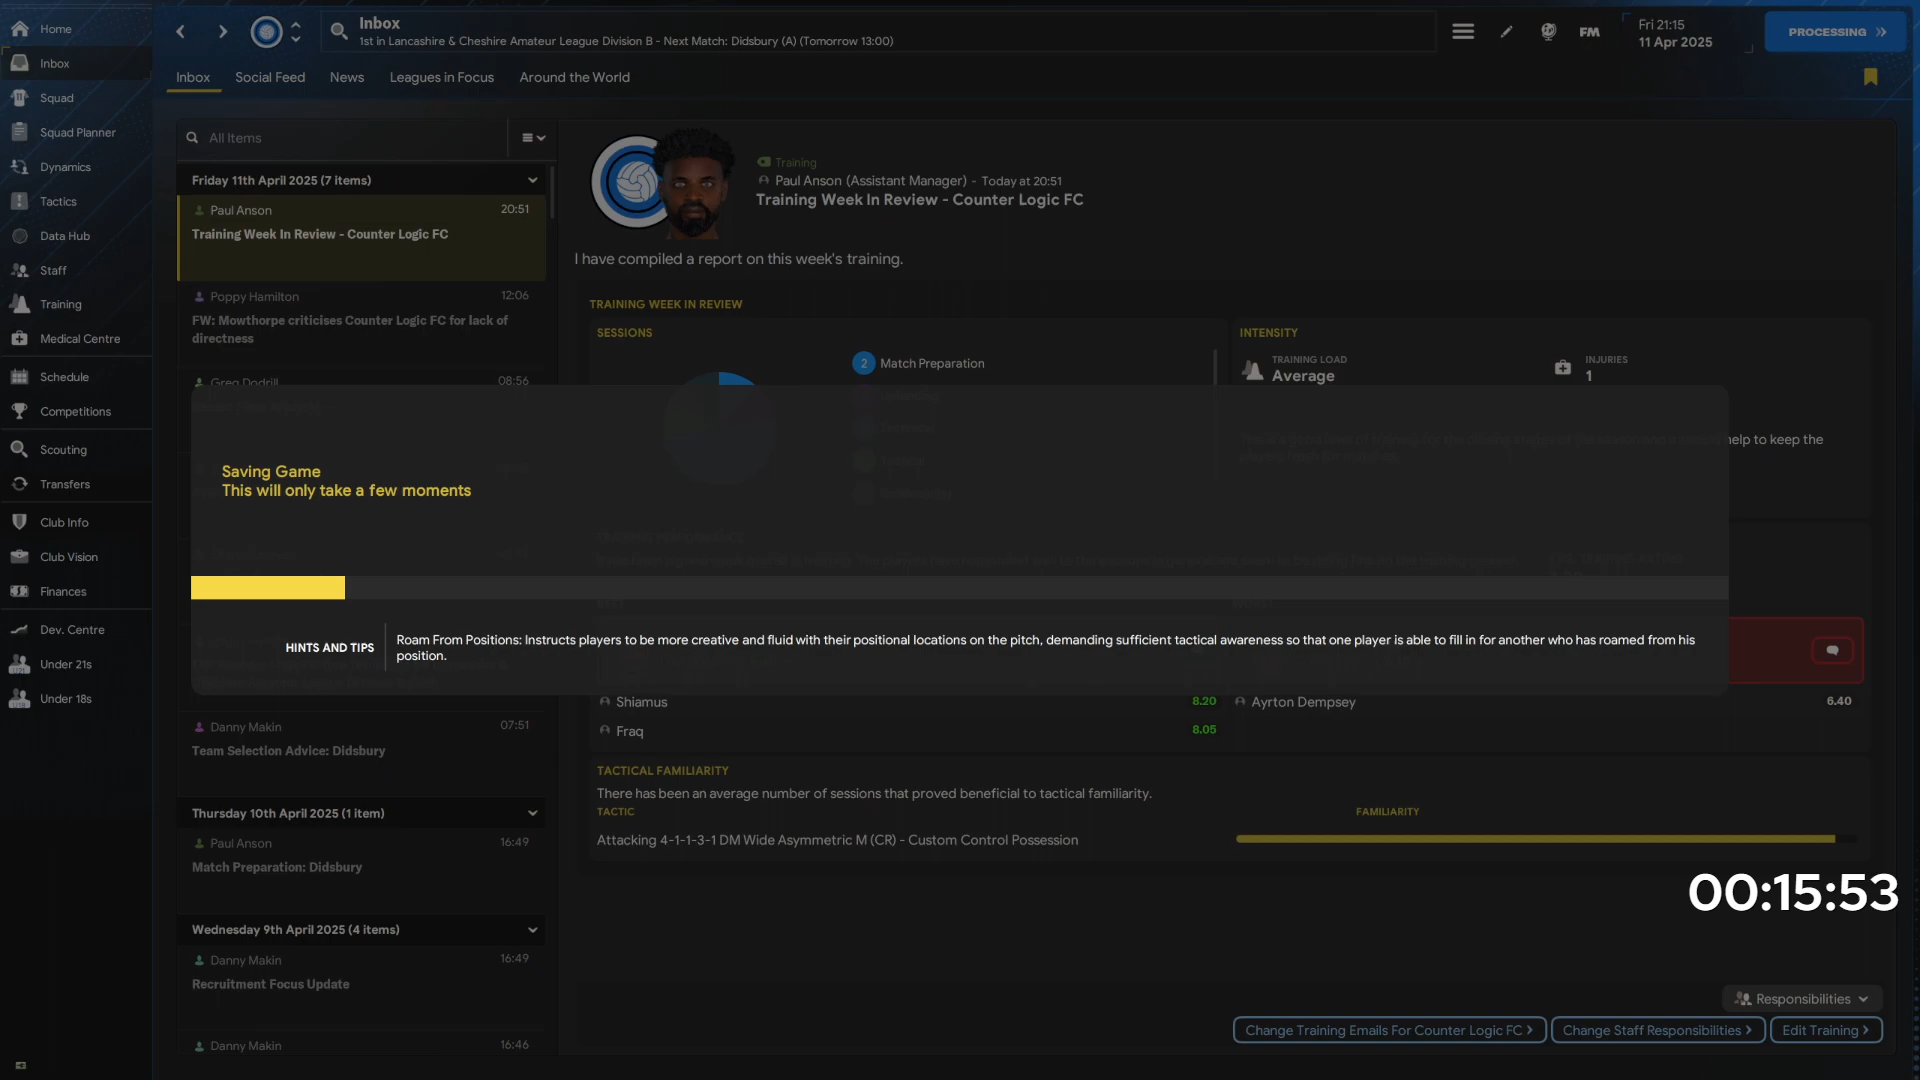 Home
Inbox
Squad
Squad Planner
Dynamics
Tactics
Data Hub
Staff
Training
Medical Centre
Schedule
Competitions
Scouting
Transfers
Club Info
Club Vision
Finances
Dev. Centre
Under 21s
Under 18s
Inbox
1st in Lancashire & Cheshire Amateur League Division B - Next Match: Didsbury (A) (Tomorrow 13:00)
FM
Fri 21:15
11 Apr 2025
PROCESSING
Inbox
Social Feed
News
Leagues in Focus
Around the World
All Items
Friday 11th April 2025 (7 items)
Paul Anson
20:51
Training Week In Review - Counter Logic FC
Poppy Hamilton
12:06
FW: Mowthorpe criticises Counter Logic FC for lack of
directness
Greg Dodrill
08:56
Danny Makin
07:51
Team Selection Advice: Didsbury
Thursday 10th April 2025 (1 item)
Paul Anson
16:49
Match Preparation: Didsbury
Wednesday 9th April 2025 (4 items)
Danny Makin
16:49
Recruitment Focus Update
Danny Makin
16:46
Training
Paul Anson (Assistant Manager) - Today at 20:51
Training Week In Review - Counter Logic FC
I have compiled a report on this week's training.
TRAINING WEEK IN REVIEW
SESSIONS
2 Match Preparation
INTENSITY
TRAINING LOAD
Average
INJURIES
1
help to keep the
Saving Game
This will only take a few moments
HINTS AND TIPS
Roam From Positions: Instructs players to be more creative and fluid with their positional locations on the pitch, demanding sufficient tactical awareness so that one player is able to fill in for another who has roamed from his
position.
Shiamus
8.20
Ayrton Dempsey
6.40
Fraq
8.05
TACTICAL FAMILIARITY
There has been an average number of sessions that proved beneficial to tactical familiarity.
TACTIC
FAMILIARITY
Attacking 4-1-1-3-1 DM Wide Asymmetric M (CR) - Custom Control Possession
00:15:53
Responsibilities
Change Training Emails For Counter Logic FC
Change Staff Responsibilities
Edit Training